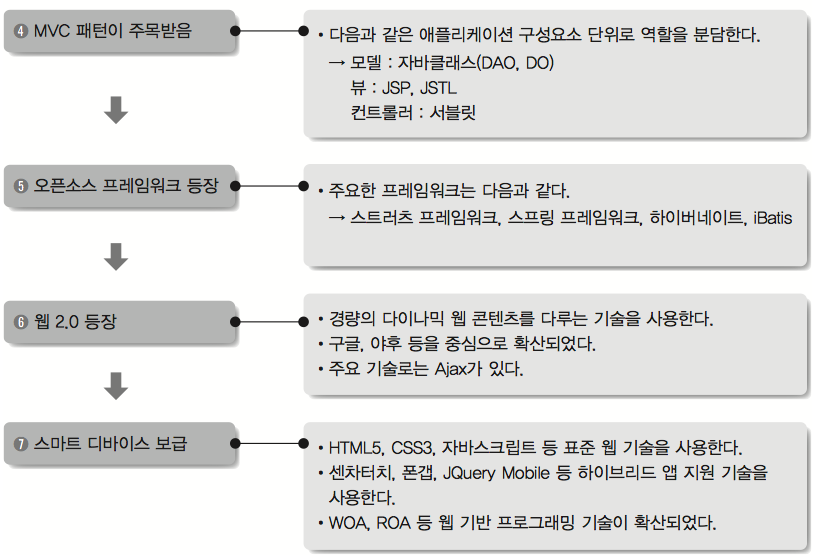 ④ MVC 패턴이 주목받음
• 다음과 같은 애플리케이션 구성요소 단위로 역할을 분담한다.
→ 모델 : 자바클래스(DAO, DO)
뷰 : JSP, JSTL
컨트롤러 : 서블릿
⑤ 오픈소스 프레임워크 등장
• 주요한 프레임워크는 다음과 같다.
→ 스트러츠 프레임워크, 스프링 프레임워크, 하이버네이트, iBatis
⑥ 웹 2.0 등장
• 경량의 다이나믹 웹 콘텐츠를 다루는 기술을 사용한다.
• 구글, 야후 등을 중심으로 확산되었다.
• 주요 기술로는 Ajax가 있다.
⑦ 스마트 디바이스 보급
• HTML5, CSS3, 자바스크립트 등 표준 웹 기술을 사용한다.
• 센차터치, 폰갭, JQuery Mobile 등 하이브리드 앱 지원 기술을
사용한다.
• WOA, ROA 등 웹 기반 프로그래밍 기술이 확산되었다.